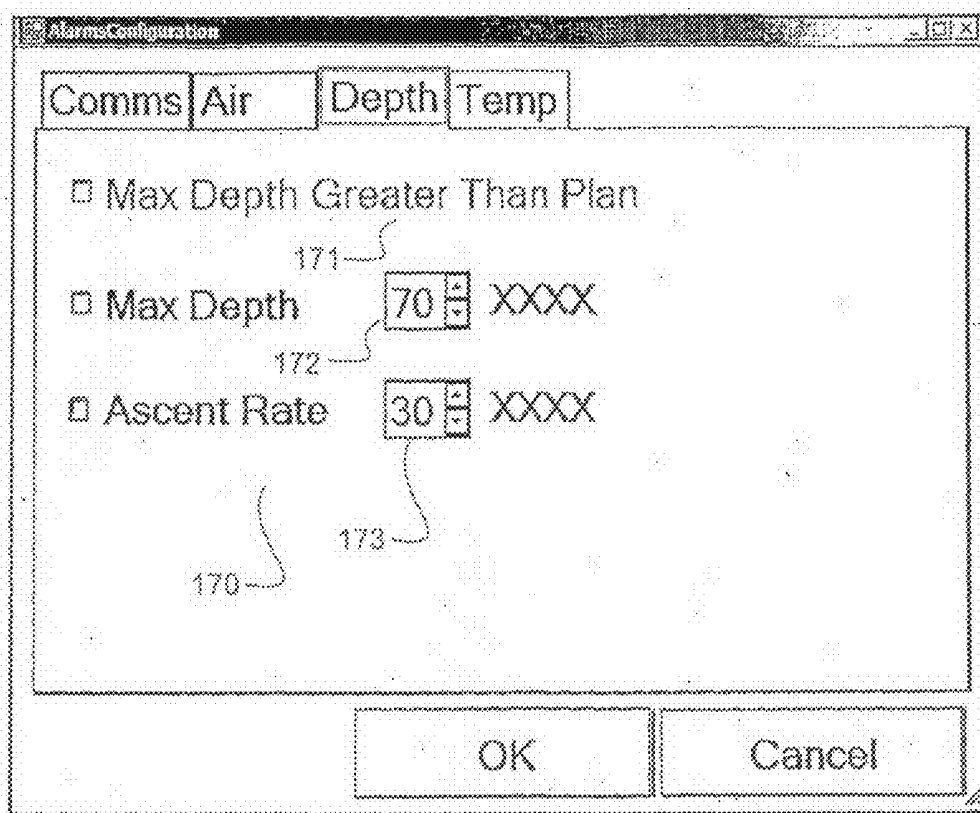 AlarmsConfiguration
Comms Air Depth Temp
Max Depth Greater Than Plan
171
Max Depth 70 XXXX
172
Ascent Rate 30 XXXX
173
170
OK Cancel